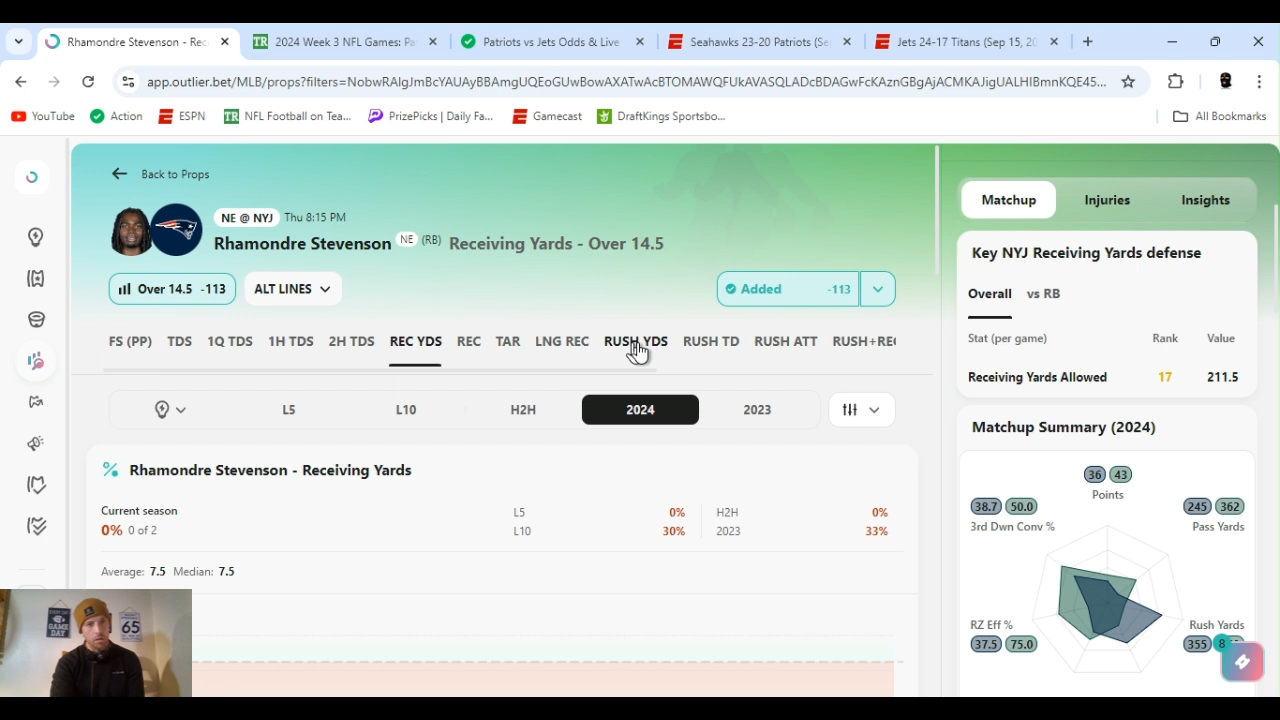 Rhamondre Stevenson - Rec
2024 Week 3 NFL Games: Pa
Patriots vs Jets Odds & Live
Seahawks 23-20 Patriots (Se
Jets 24-17 Titans (Sep 15, 20
YouTube
Action
ESPN
NFL Football on Tea...
PrizePicks | Daily Fa...
Gamecast
DraftKings Sportsbo...
All Bookmarks
Back to Props
NE @ NYJ Thu 8:15 PM
Rhamondre Stevenson NE (RB) Receiving Yards - Over 14.5
Over 14.5 -113
ALT LINES
Added -113
FS (PP) TDS 1Q TDS 1H TDS 2H TDS REC YDS REC TAR LNG REC RUSH YDS RUSH TD RUSH ATT RUSH+REC
L5 L10 H2H 2024 2023
Rhamondre Stevenson - Receiving Yards
Current season
0% 0 of 2
L5 0% H2H 0%
L10 30% 2023 33%
Average: 7.5 Median: 7.5
GAME DAY
65
Matchup Injuries Insights
Key NYJ Receiving Yards defense
Overall vs RB
Stat (per game) Rank Value
Receiving Yards Allowed 17 211.5
Matchup Summary (2024)
36 43
Points
38.7 50.0
3rd Dwn Conv %
245 362
Pass Yards
RZ Eff %
37.5 75.0
Rush Yards
355